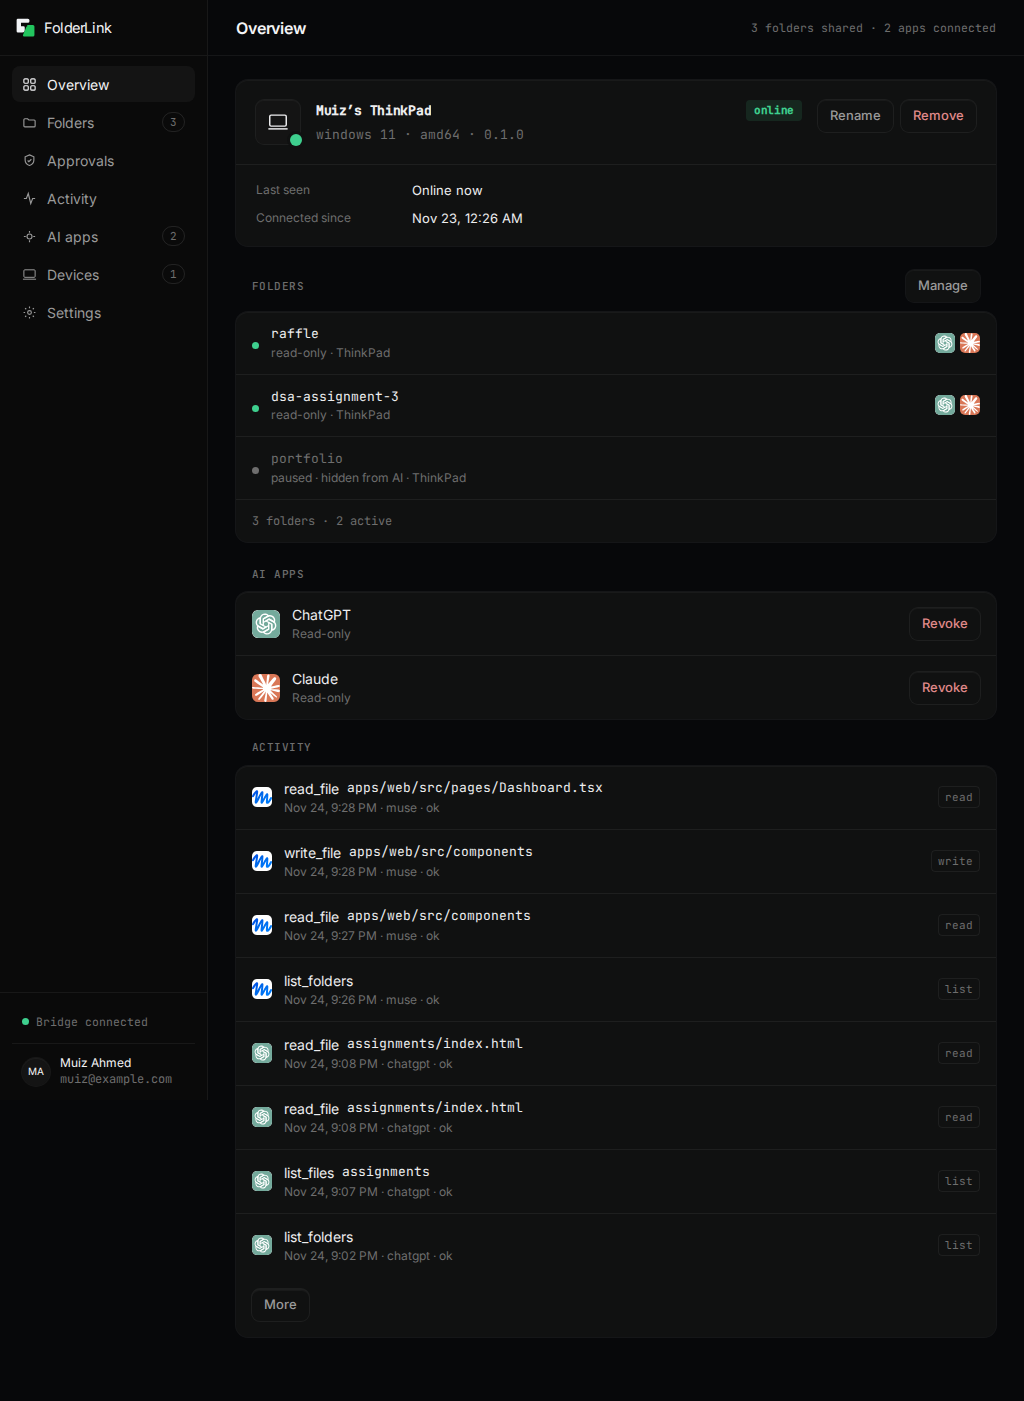 FolderLink
Overview
3 folders shared · 2 apps connected
Overview
Folders 3
Approvals
Activity
AI apps 2
Devices 1
Settings
Bridge connected
MA
Muiz Ahmed
muiz@example.com
Muiz’s ThinkPad
windows 11 · amd64 · 0.1.0
online
Rename
Remove
Last seen Online now
Connected since Nov 23, 12:26 AM
FOLDERS
Manage
raffle
read-only · ThinkPad
dsa-assignment-3
read-only · ThinkPad
portfolio
paused · hidden from AI · ThinkPad
3 folders · 2 active
AI APPS
ChatGPT
Read-only
Revoke
Claude
Read-only
Revoke
ACTIVITY
read_file apps/web/src/pages/Dashboard.tsx
Nov 24, 9:28 PM · muse · ok
read
write_file apps/web/src/components
Nov 24, 9:28 PM · muse · ok
write
read_file apps/web/src/components
Nov 24, 9:27 PM · muse · ok
read
list_folders
Nov 24, 9:26 PM · muse · ok
list
read_file assignments/index.html
Nov 24, 9:08 PM · chatgpt · ok
read
read_file assignments/index.html
Nov 24, 9:08 PM · chatgpt · ok
read
list_files assignments
Nov 24, 9:07 PM · chatgpt · ok
list
list_folders
Nov 24, 9:02 PM · chatgpt · ok
list
More